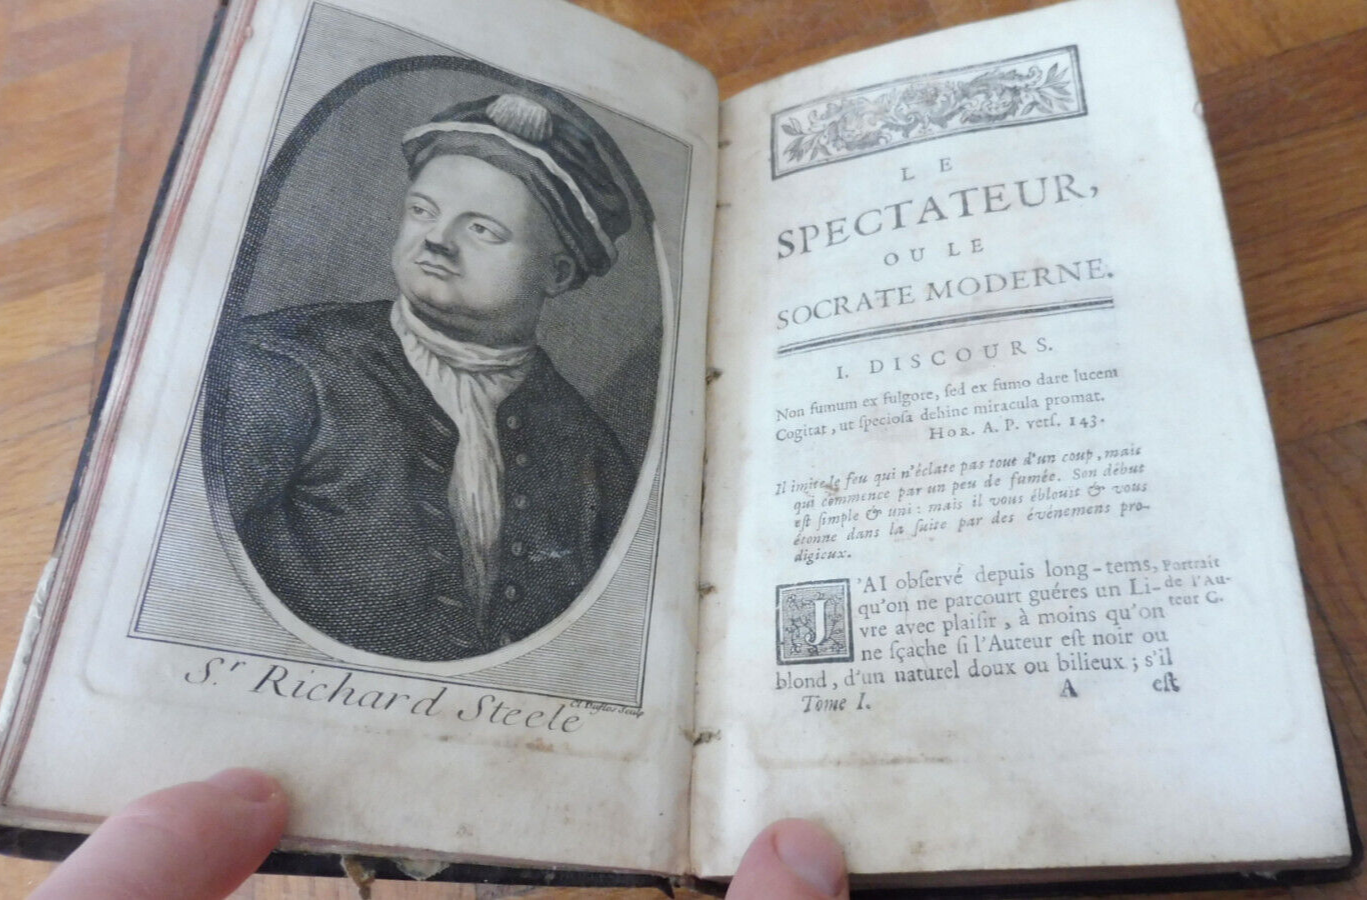 Sr Richard Steele
Cl. Duflos Sculp
LE
SPECTATEUR,
OU LE
SOCRATE MODERNE.
I. DISCOURS.
Non fumum ex fulgore, ſed ex fumo dare lucem
Cogitat, ut ſpecioſa dehinc miracula promat.
HOR. A. P. verſ. 143.
Il imite le feu qui n'éclate pas tout d'un coup, mais
qui commence par un peu de fumée. Son début
eſt ſimple & uni: mais il vous éblouit & vous
étonne dans la ſuite par des événemens pro-
digieux.
J'AI obſervé depuis long-tems,
qu'on ne parcourt guéres un Li-
vre avec plaiſir, à moins qu'on
ne ſçache ſi l'Auteur eſt noir ou
blond, d'un naturel doux ou bilieux; s'il
Portrait
de l'Au-
teur C.
Tome I.
A
eſt